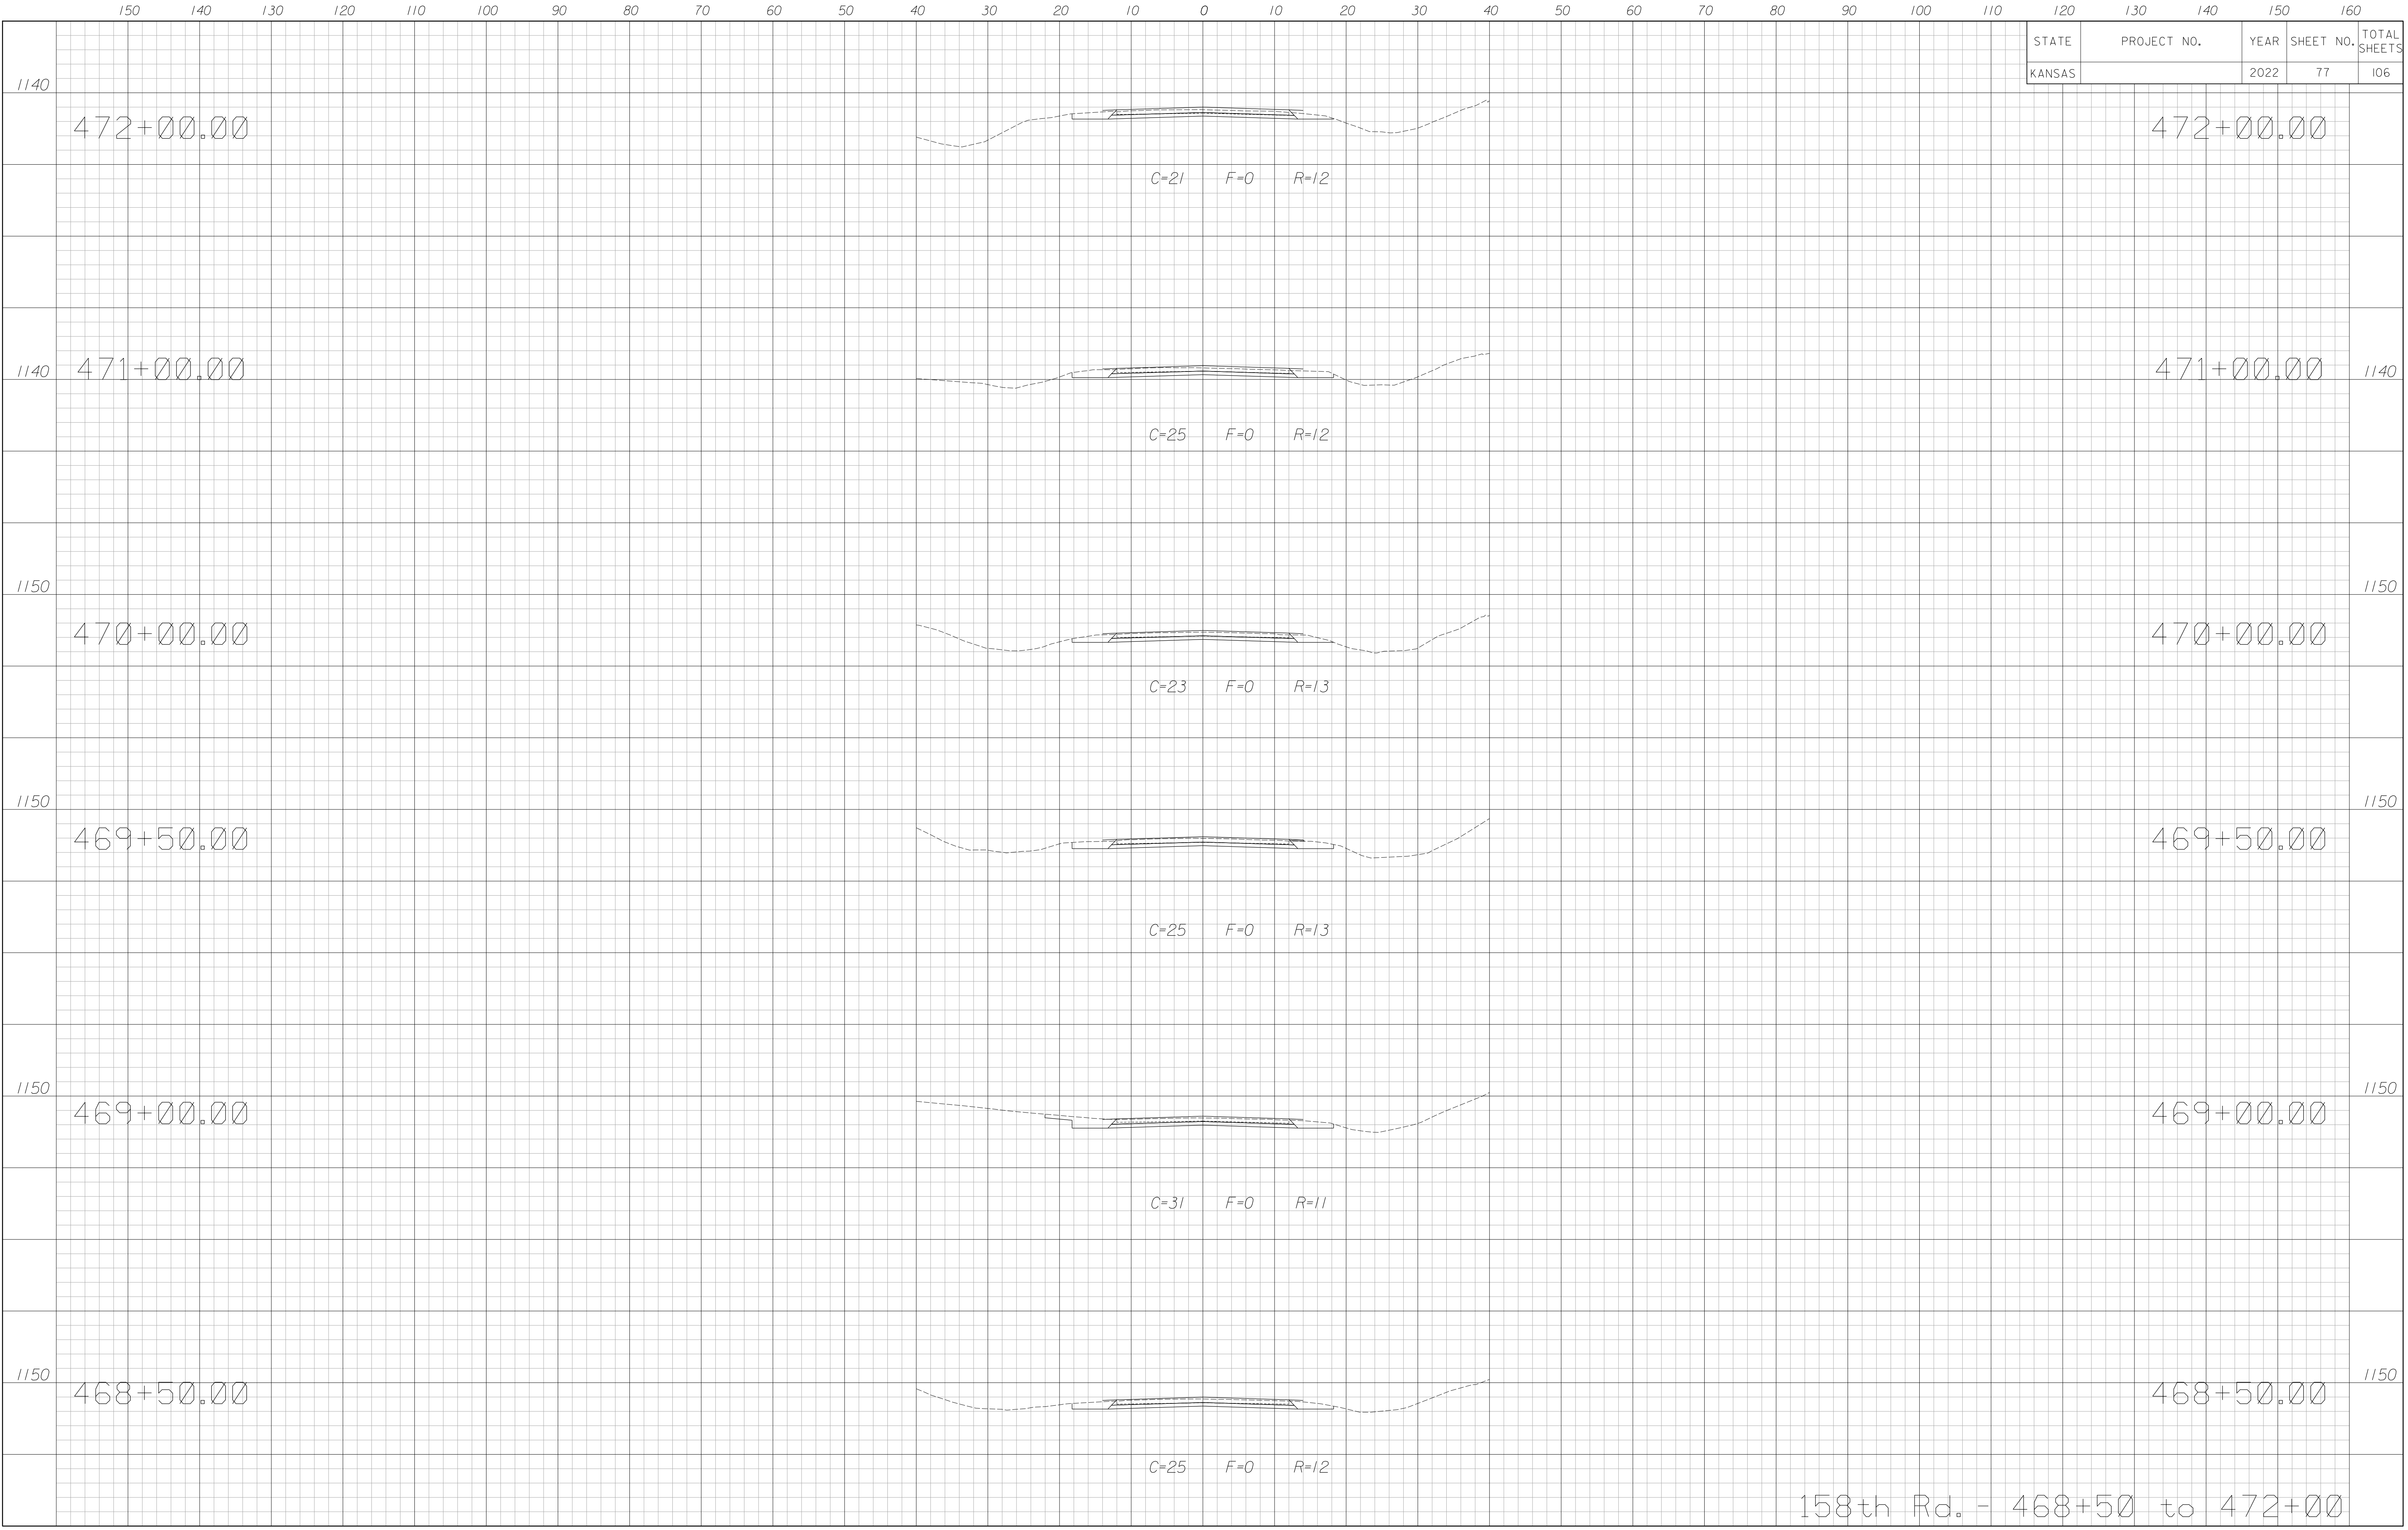 150 140 130 120 110 100 90 80 70 60 50 40 30 20 10 0 10 20 30 40 50 60 70 80 90 100 110 120 130 140 150 160
STATE PROJECT NO. YEAR SHEET NO. TOTAL SHEETS
KANSAS 2022 77 106
1140
472+00.00 472+00.00
C=21 F=0 R=12
1140 471+00.00 471+00.00 1140
C=25 F=0 R=12
1150 1150
470+00.00 470+00.00
C=23 F=0 R=13
1150 1150
469+50.00 469+50.00
C=25 F=0 R=13
1150 1150
469+00.00 469+00.00
C=31 F=0 R=11
1150 1150
468+50.00 468+50.00
C=25 F=0 R=12
158th Rd. - 468+50 to 472+00